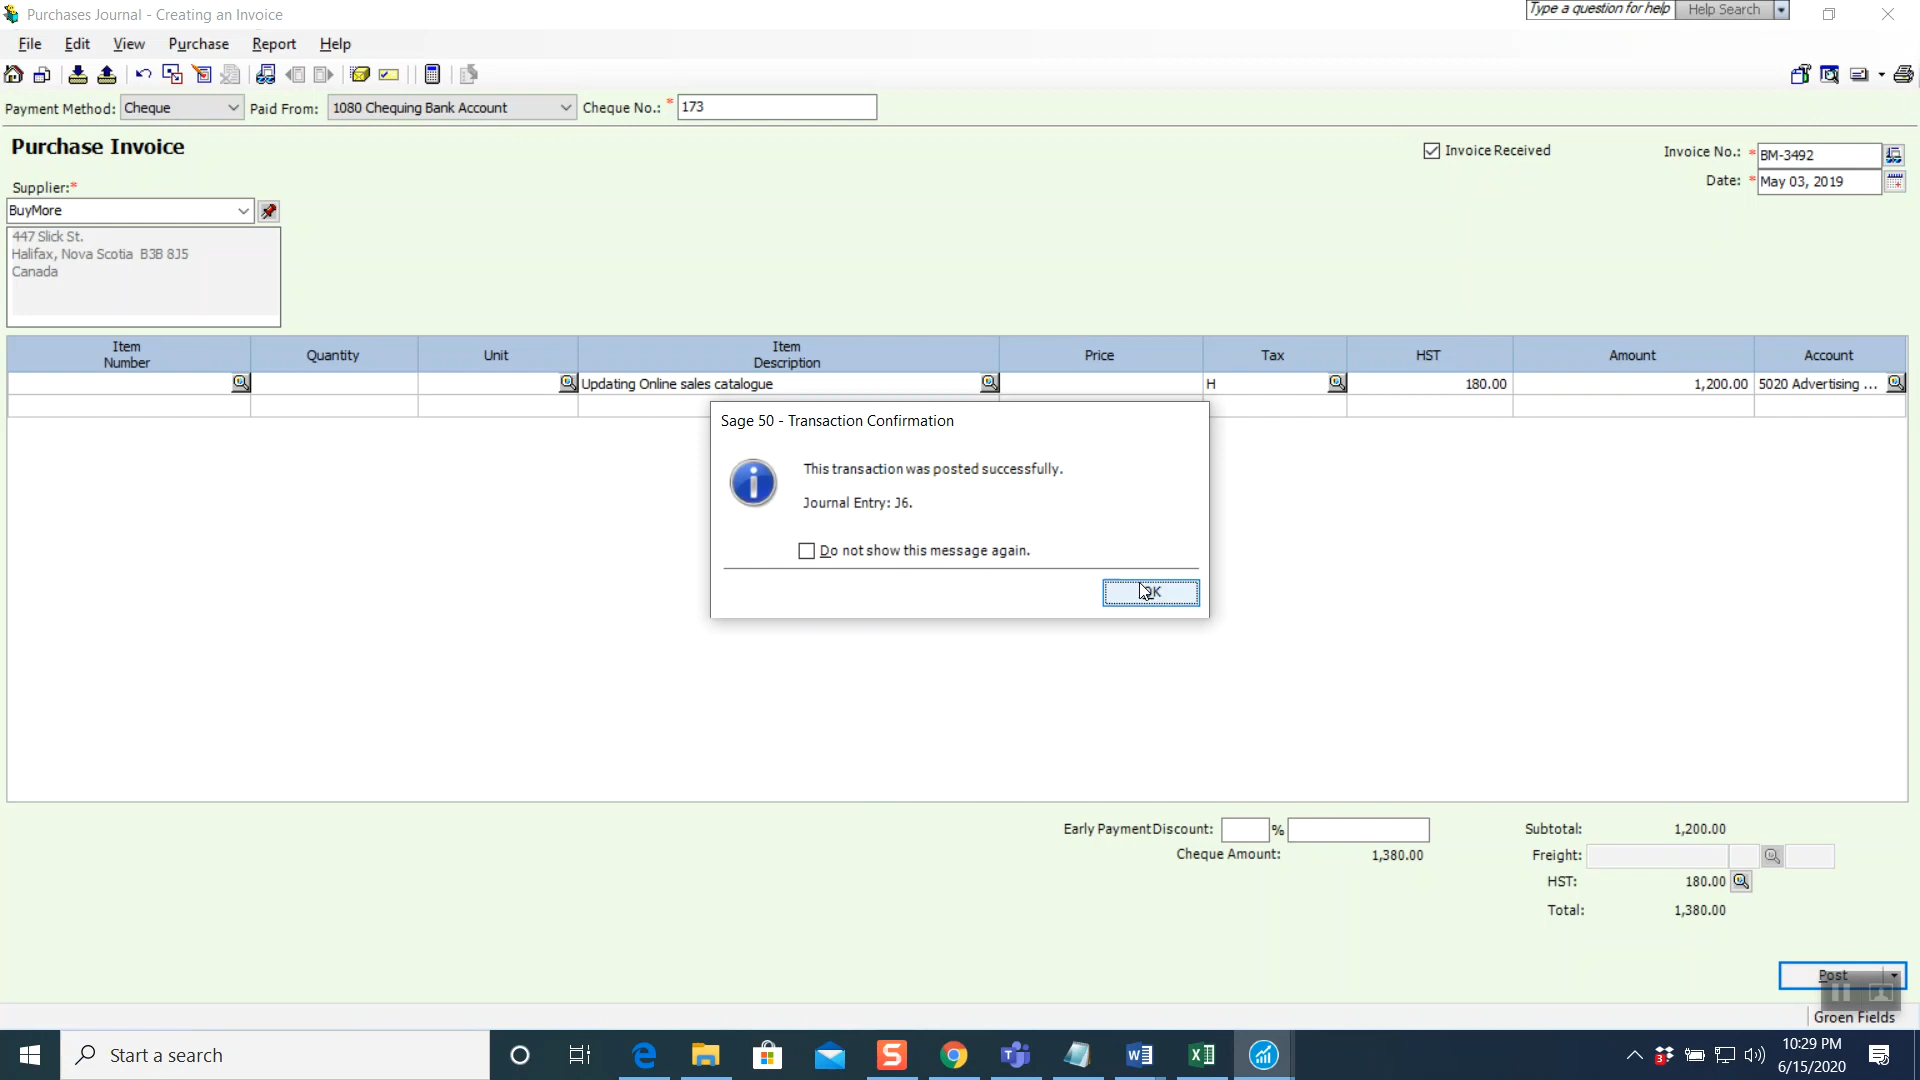 Purchases Journal - Creating an Invoice
Type a question for help
Help Search
File Edit View Purchase Report Help
Payment Method: Cheque Paid From: 1080 Chequing Bank Account Cheque No.: * 173
Purchase Invoice
Invoice Received
Invoice No.: * BM-3492
Date: * May 03, 2019
Supplier:*
BuyMore
447 Slick St.
Halifax, Nova Scotia B3B 8J5
Canada
Item Number Quantity Unit Item Description Price Tax HST Amount Account
Updating Online sales catalogue H 180.00 1,200.00 5020 Advertising ...
Sage 50 - Transaction Confirmation
This transaction was posted successfully.
Journal Entry: J6.
Do not show this message again.
OK
Early Payment Discount: %
Cheque Amount: 1,380.00
Subtotal: 1,200.00
Freight:
HST: 180.00
Total: 1,380.00
Post
Groen Fields
Start a search
10:29 PM
6/15/2020